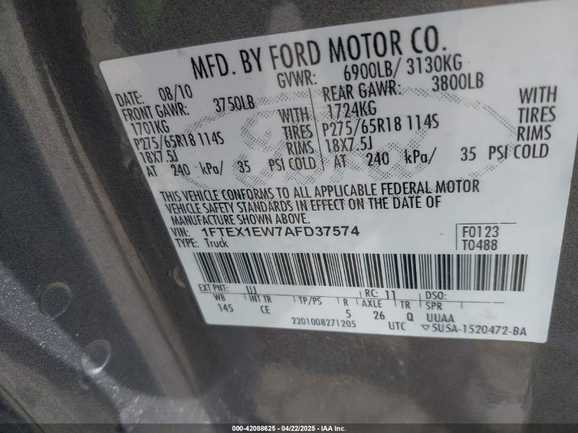 MFD. BY FORD MOTOR CO.
DATE: 08/10 GVWR: 6900LB/ 3130KG
FRONT GAWR: 3750LB REAR GAWR: 3800LB
1701KG WITH 1724KG WITH
P275/65R18 114S TIRES P275/65R18 114S TIRES
18X7.5J RIMS 18X7.5J RIMS
AT 240 kPa/ 35 PSI COLD AT 240 kPa/ 35 PSI COLD
THIS VEHICLE CONFORMS TO ALL APPLICABLE FEDERAL MOTOR
VEHICLE SAFETY STANDARDS IN EFFECT ON THE DATE OF
MANUFACTURE SHOWN ABOVE.
VIN: 1FTEX1EW7AFD37574 F0123
TYPE: Truck T0488
EXT PNT: UJ RC: 11 DSO:
WB INT TR TP/PS R AXLE TR SPR
145 CE 5 26 Q UUAA
2201008271205 UTC ▽SUSA-1520472-BA
000-42088625 - 04/22/2025 - IAA Inc.